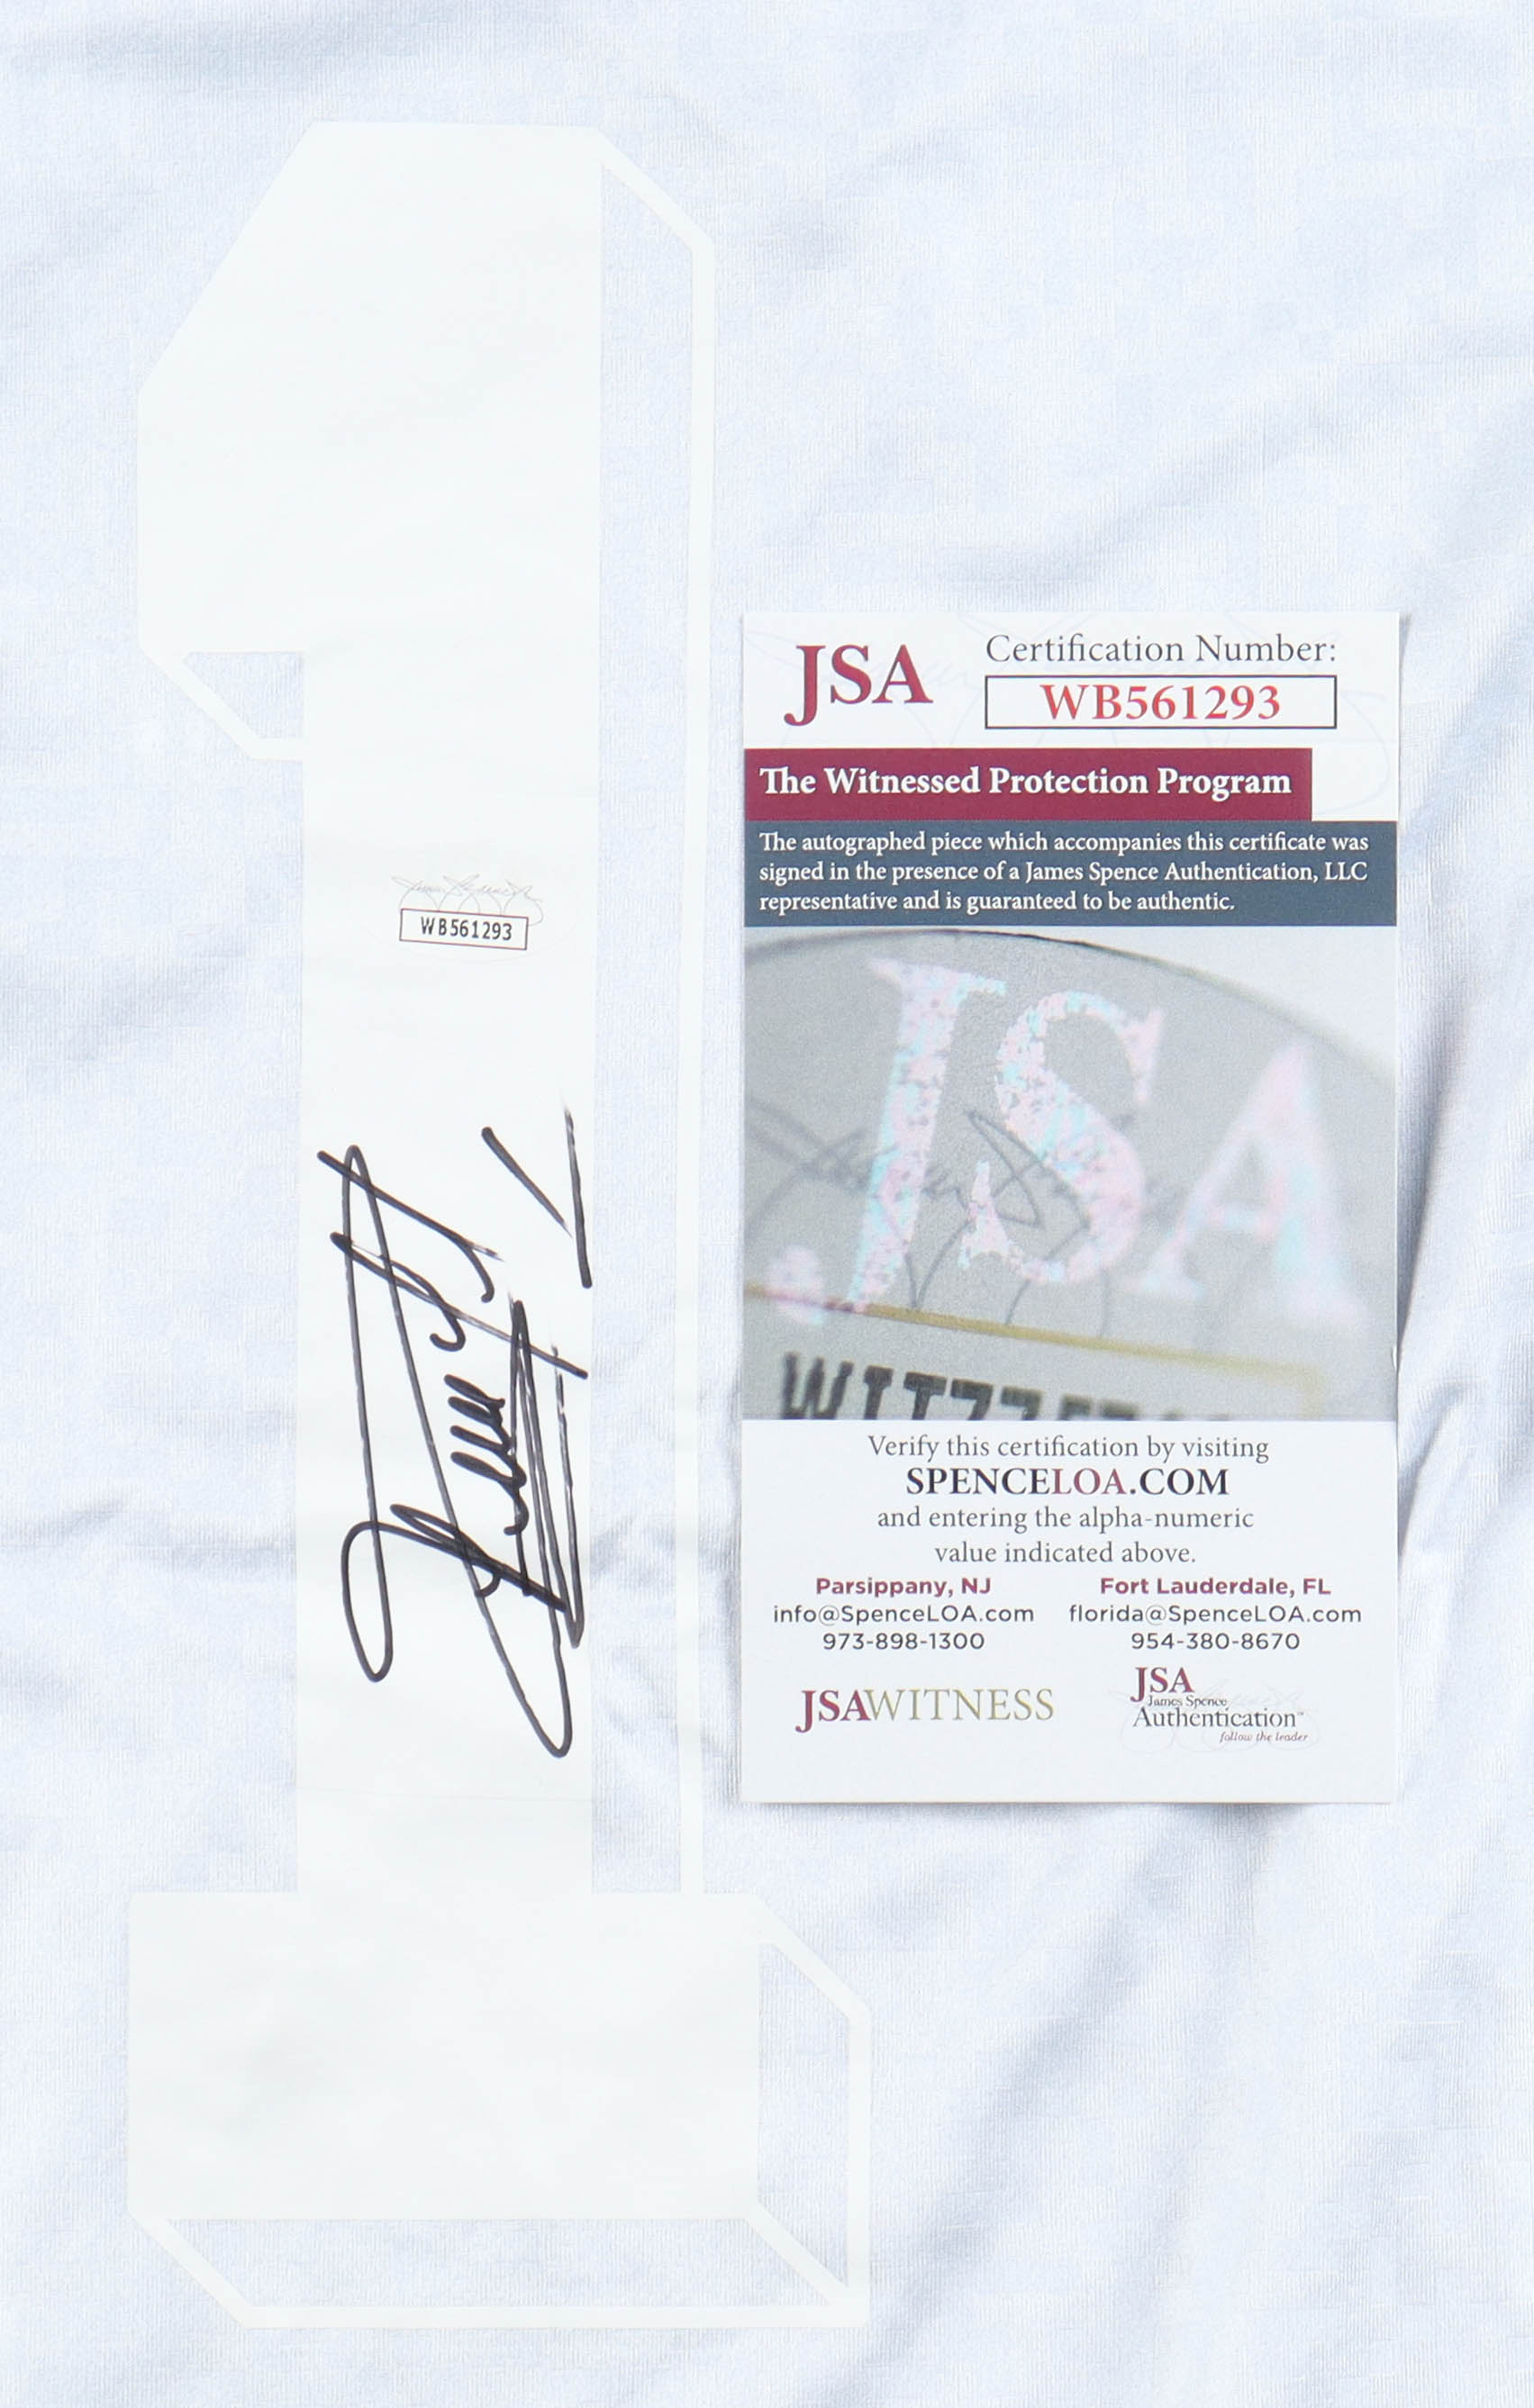 1
WB561293
JSA
Certification Number:
WB561293
The Witnessed Protection Program
The autographed piece which accompanies this certificate was
signed in the presence of a James Spence Authentication, LLC
representative and is guaranteed to be authentic.
JSA
Verify this certification by visiting
SPENCELOA.COM
and entering the alpha-numeric
value indicated above.
Parsippany, NJ
info@SpenceLOA.com
973-898-1300
Fort Lauderdale, FL
florida@SpenceLOA.com
954-380-8670
JSAWITNESS
JSA
James Spence
Authentication™
follow the leader